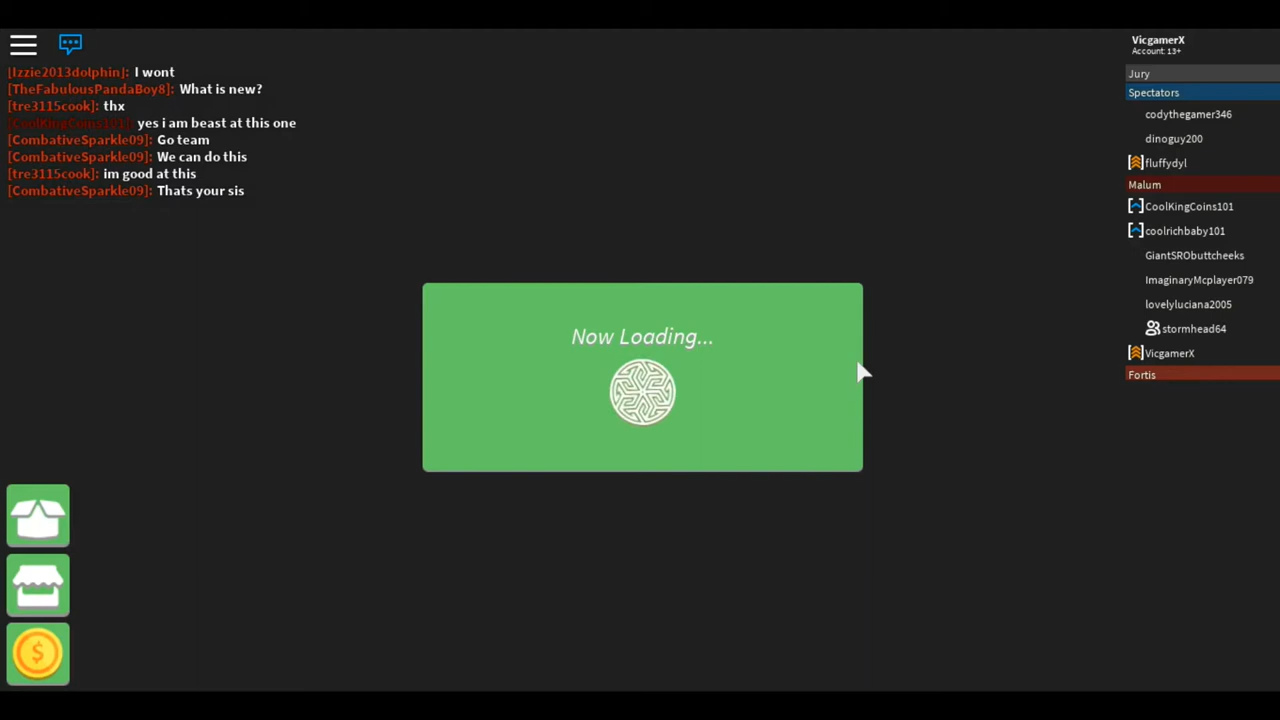 [Izzie2013dolphin]: I wont
[TheFabulousPandaBoy8]: What is new?
[tre3115cook]: thx
[CoolKingCoins101]: yes i am beast at this one
[CombativeSparkle09]: Go team
[CombativeSparkle09]: We can do this
[tre3115cook]: im good at this
[CombativeSparkle09]: Thats your sis
Now Loading...
$
VicgamerX
Account: 13+
Jury
Spectators
codythegamer346
dinoguy200
fluffydyl
Malum
CoolKingCoins101
coolrichbaby101
GiantSRObuttcheeks
ImaginaryMcplayer079
lovelyluciana2005
stormhead64
VicgamerX
Fortis